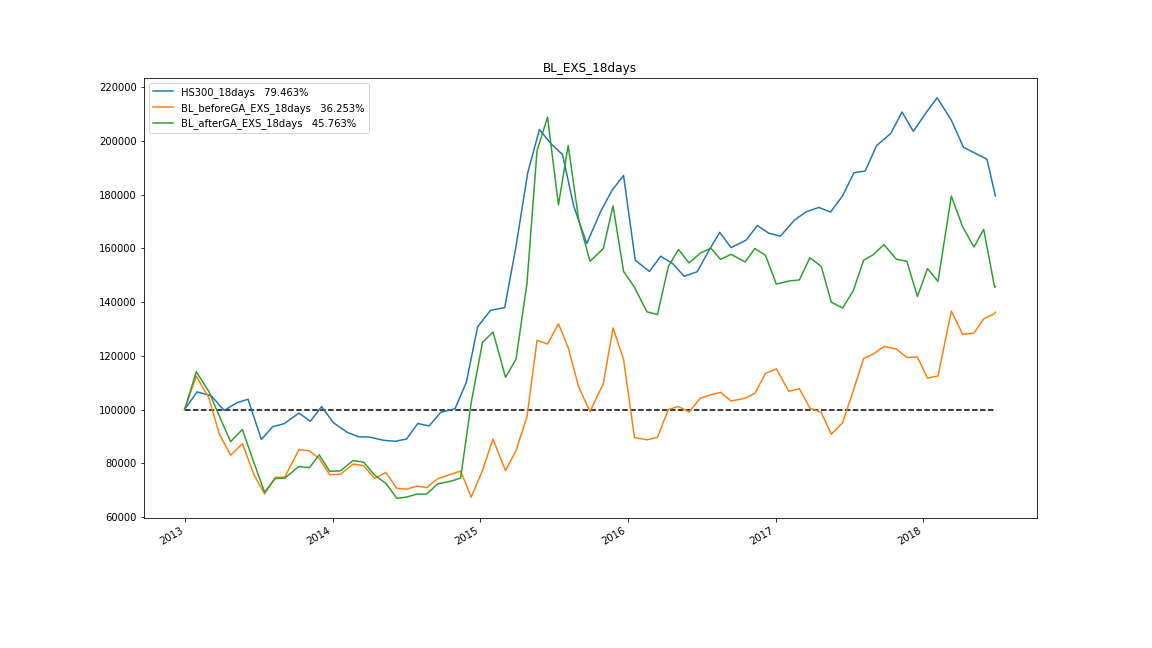 BL_EXS_18days
HS300_18days 79.463%
BL_beforeGA_EXS_18days 36.253%
BL_afterGA_EXS_18days 45.763%
220000
200000
180000
160000
140000
120000
100000
80000
60000
2013 2014 2015 2016 2017 2018